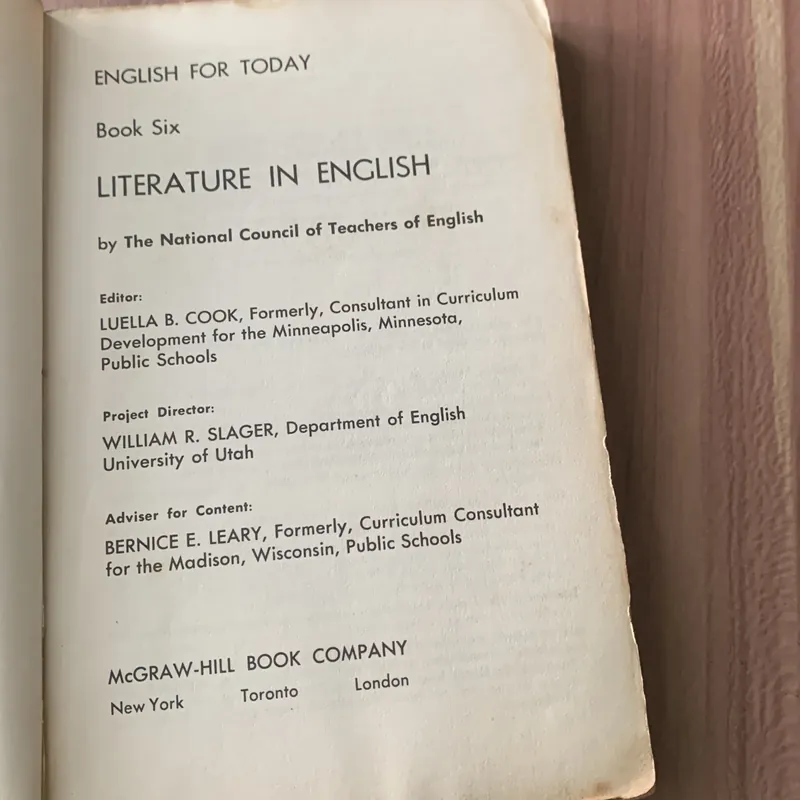 ENGLISH FOR TODAY
Book Six
LITERATURE IN ENGLISH
by The National Council of Teachers of English
Editor:
LUELLA B. COOK, Formerly, Consultant in Curriculum
Development for the Minneapolis, Minnesota,
Public Schools
Project Director:
WILLIAM R. SLAGER, Department of English
University of Utah
Adviser for Content:
BERNICE E. LEARY, Formerly, Curriculum Consultant
for the Madison, Wisconsin, Public Schools
McGRAW-HILL BOOK COMPANY
New York Toronto London